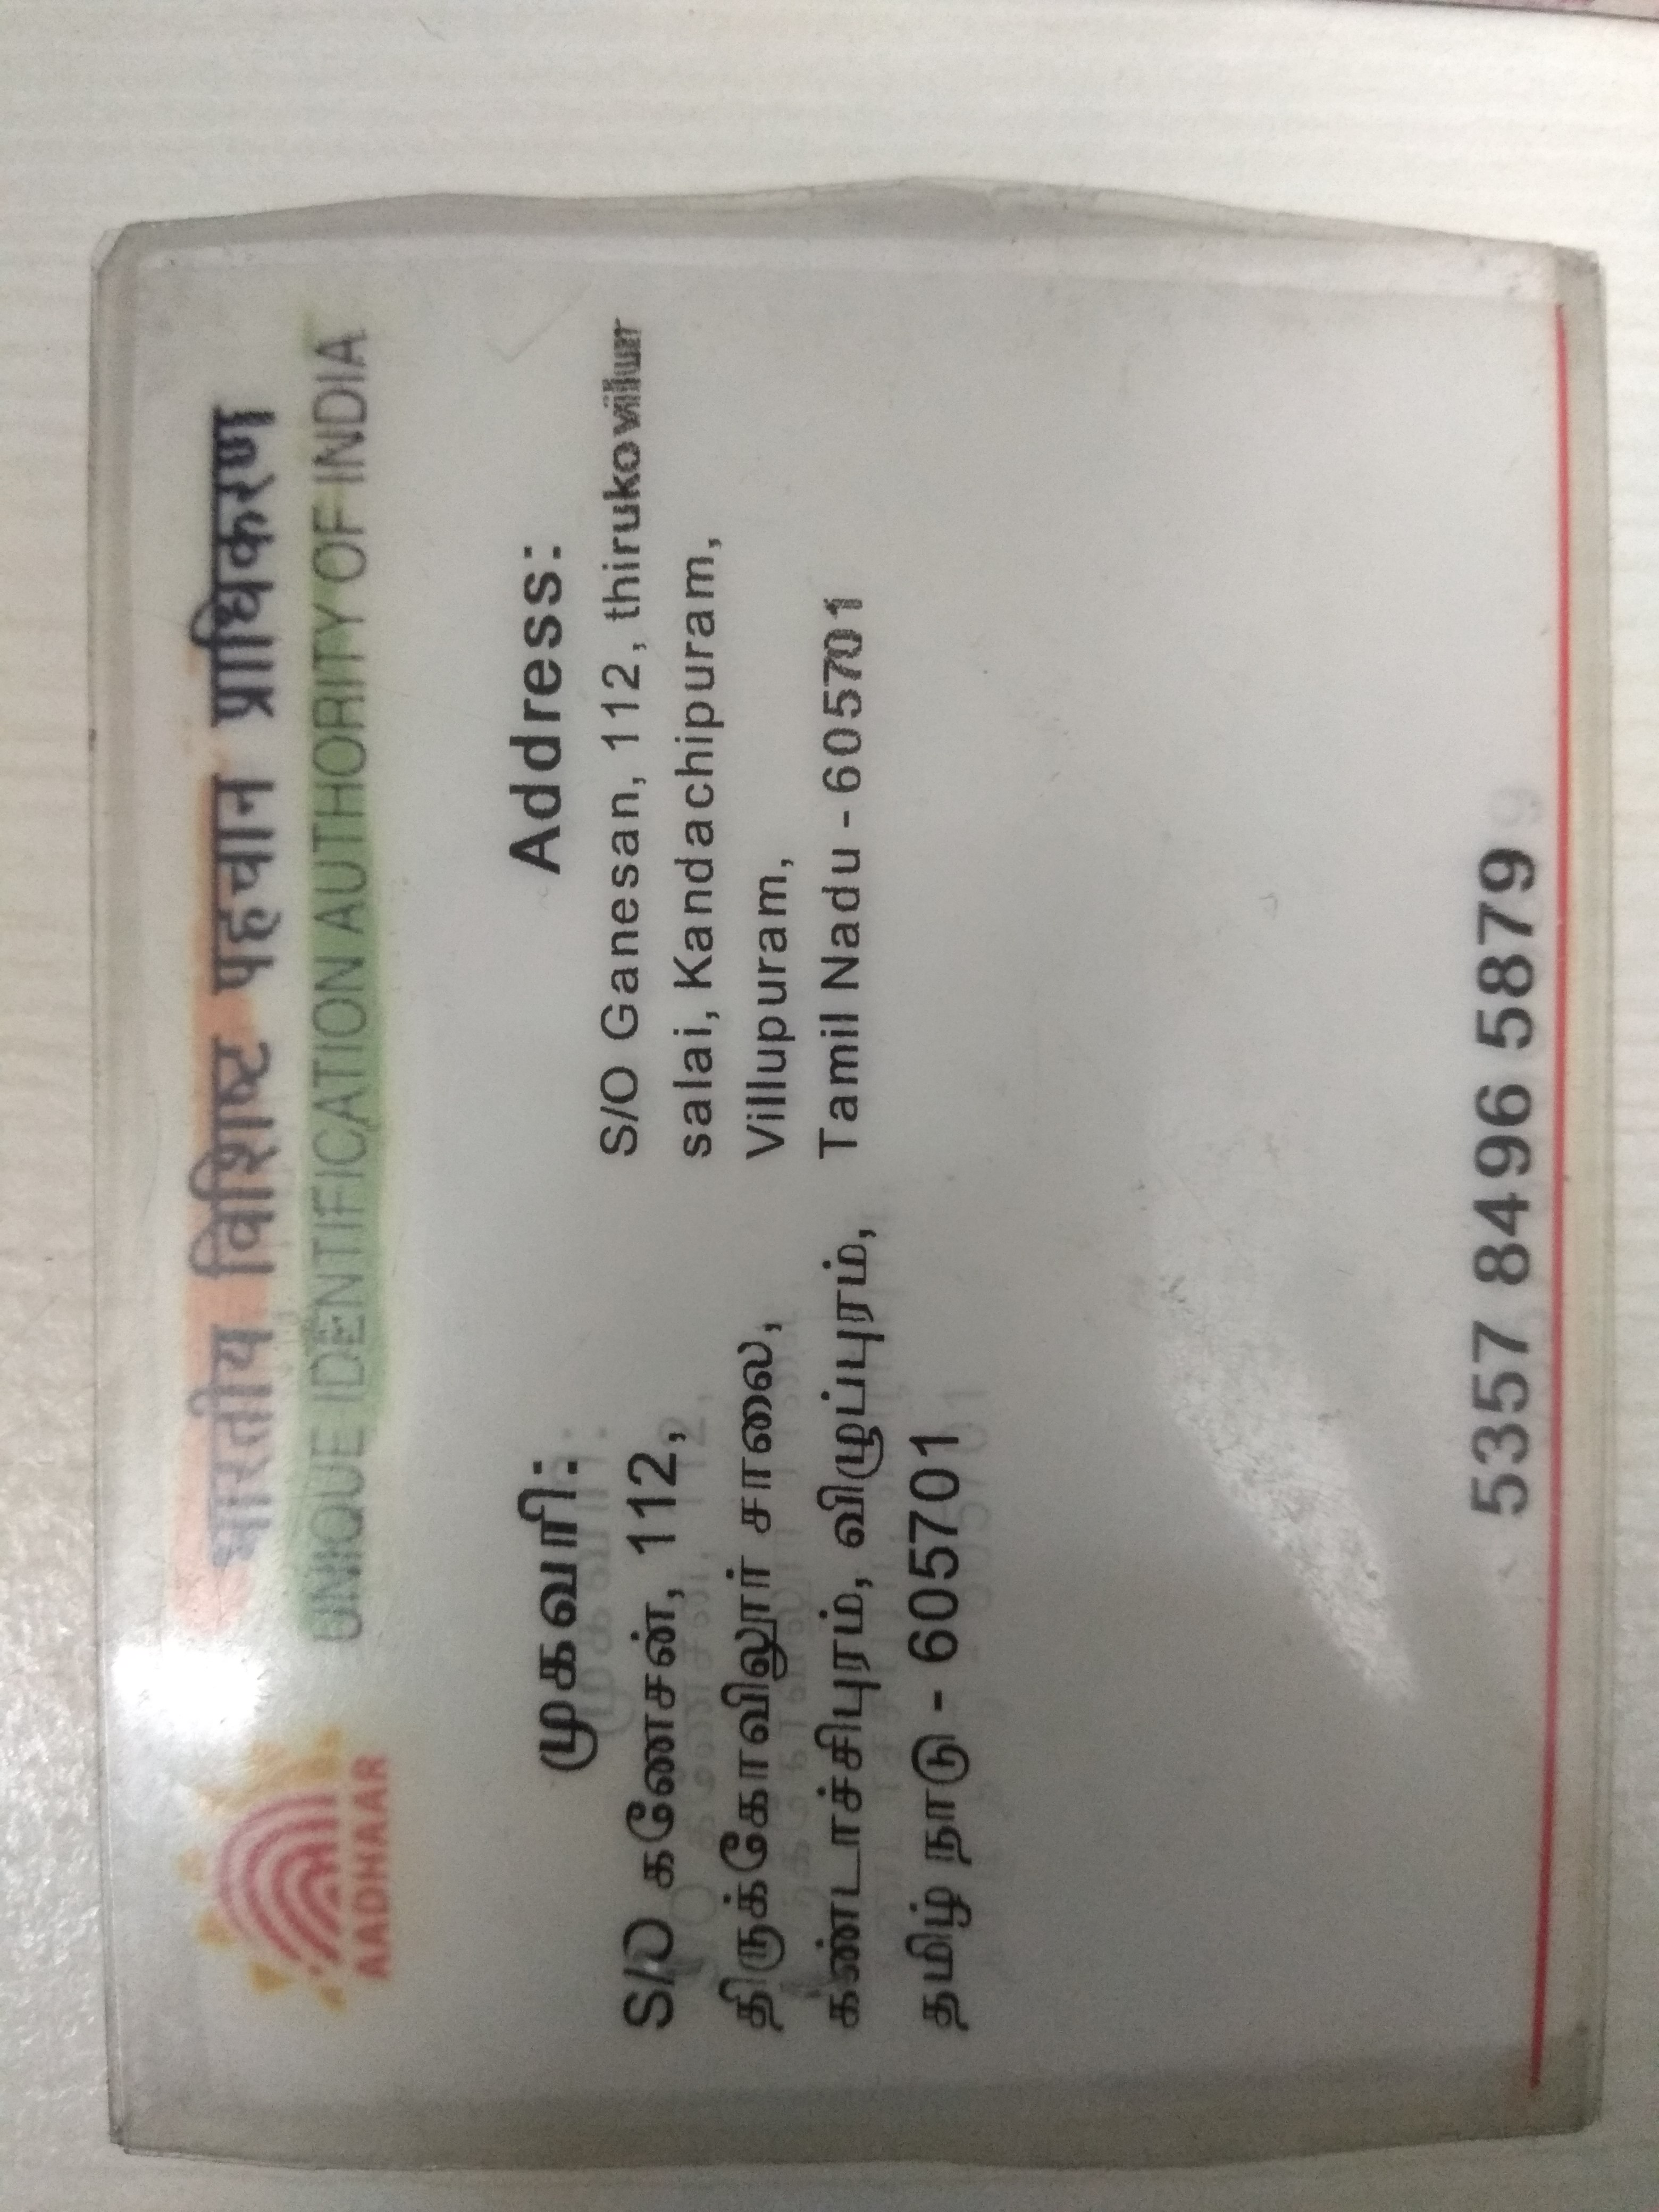 भारतीय विशिष्ट पहचान प्राधिकरण
UNIQUE IDENTIFICATION AUTHORITY OF INDIA
AADHAAR
முகவரி:
S/O கணேசன், 112,
திருக்கோவிலூர் சாலை,
கண்டாச்சிபுரம், விழுப்புரம்,
தமிழ் நாடு - 605701
Address:
S/O Ganesan, 112, thirukovilur
salai, Kandachipuram,
Villupuram,
Tamil Nadu - 605701
5357 8496 5879